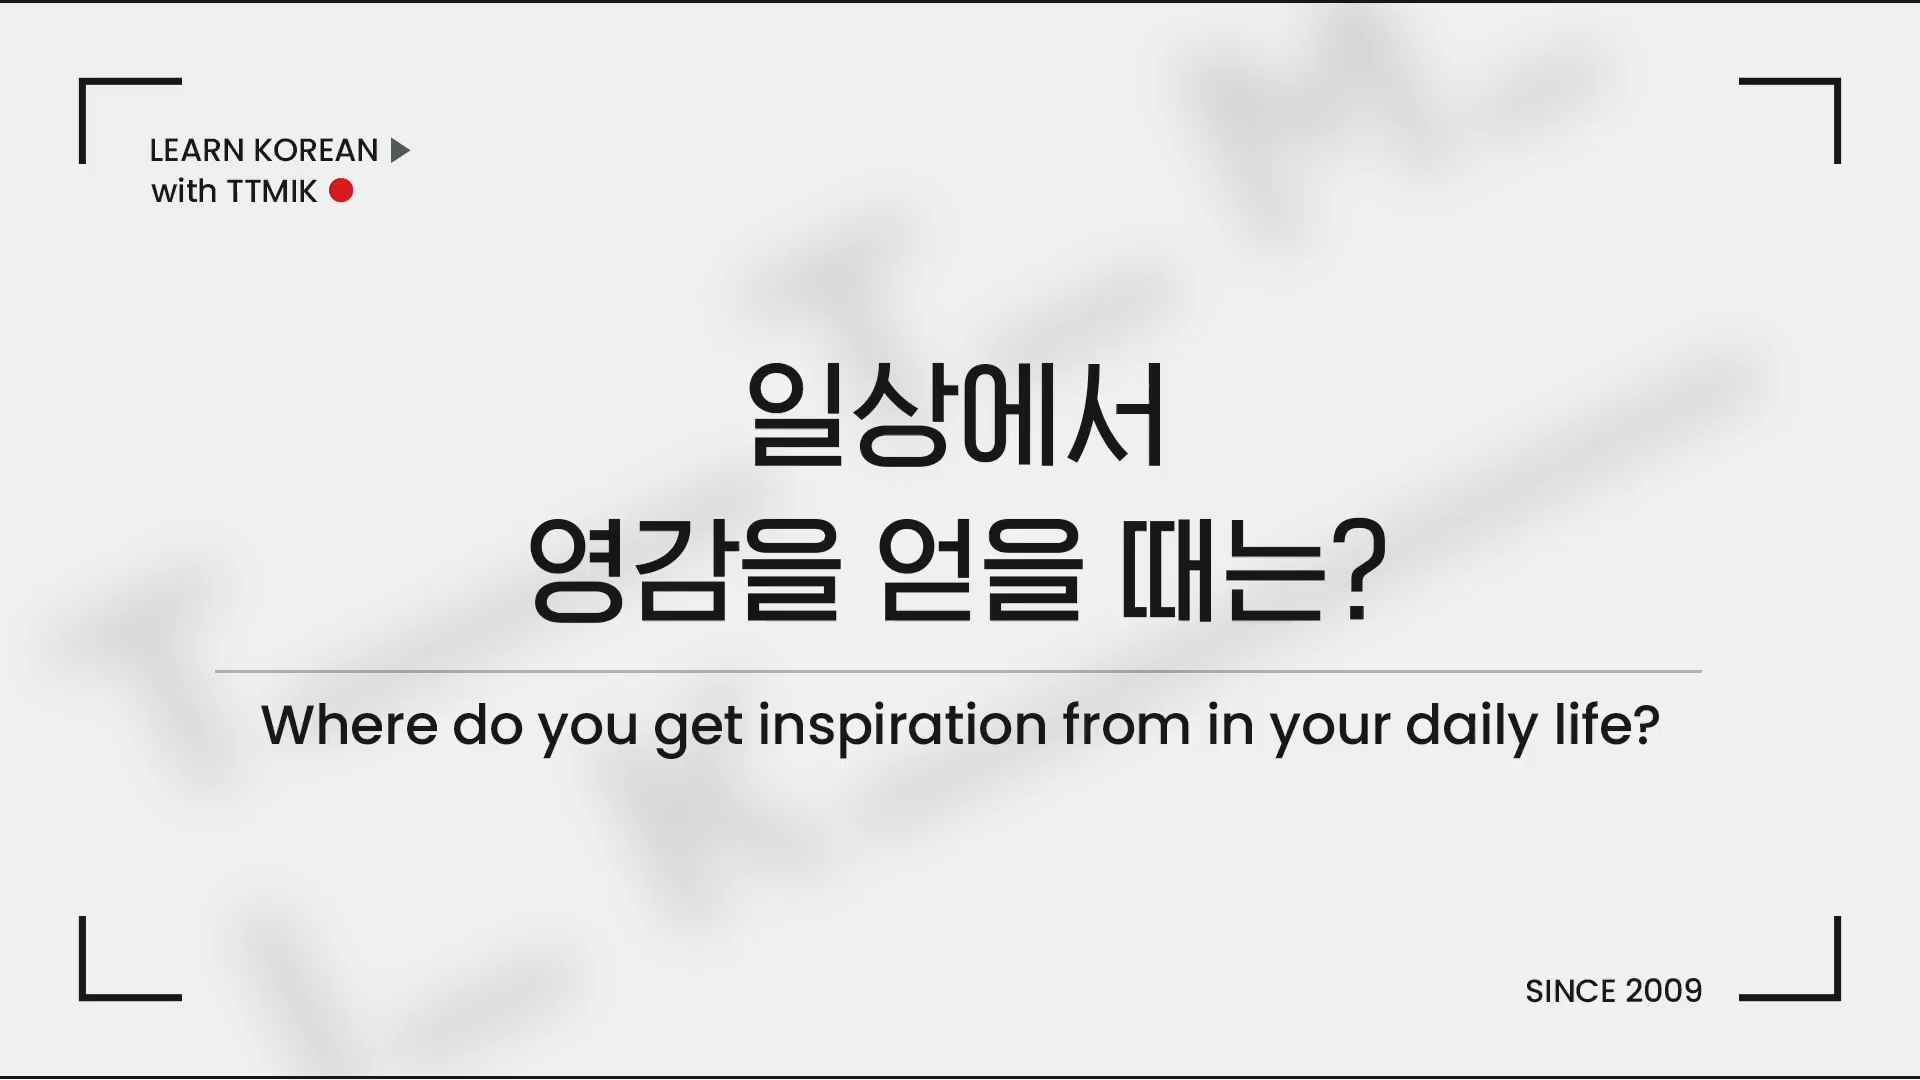 LEARN KOREAN
with TTMIK
일상에서
영감을 얻을 때는?
Where do you get inspiration from in your daily life?
SINCE 2009